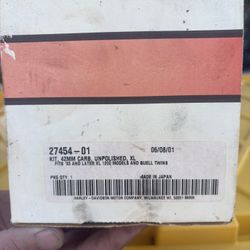 27454-01 06/08/01
KIT, 42MM CARB, UNPOLISHED, XL
FITS '88 AND LATER XL 1200 MODELS AND BUELL TWINS
PKG QTY: 1 MADE IN JAPAN
HARLEY-DAVIDSON MOTOR COMPANY, MILWAUKEE WI, 53201